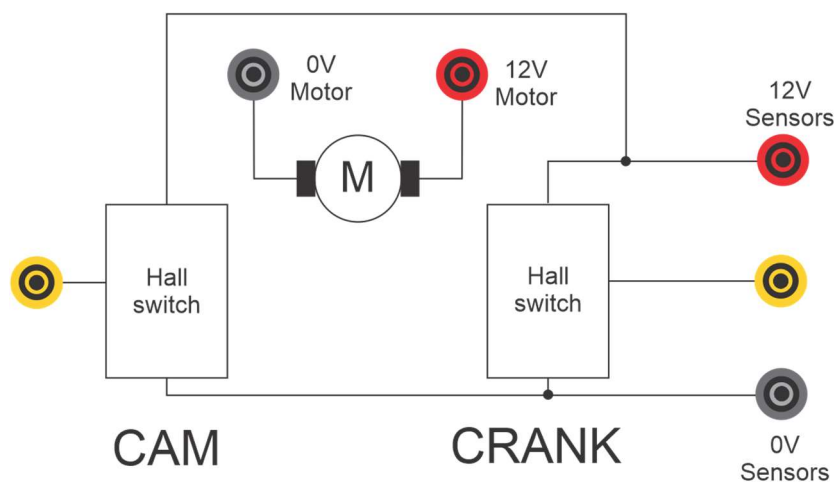 0V
Motor
12V
Motor
12V
Sensors
M
Hall
switch
Hall
switch
CAM
CRANK
0V
Sensors